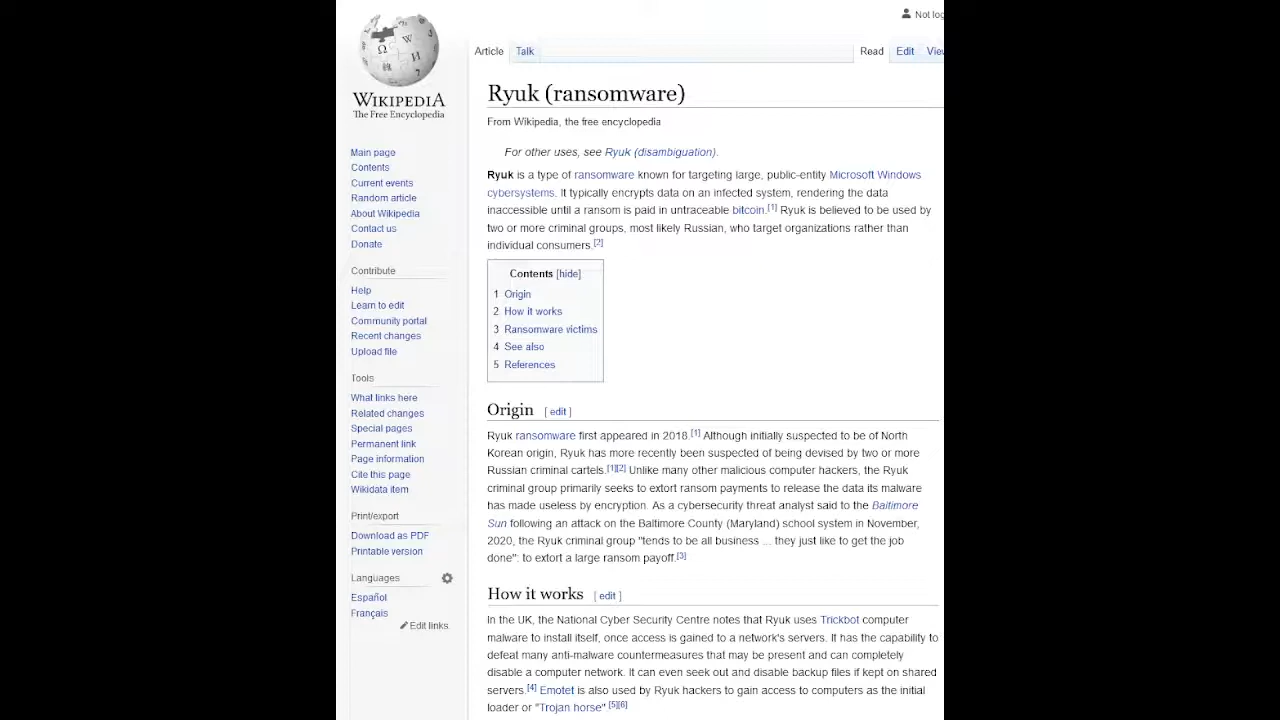 Not log
Article Talk Read Edit View
WIKIPEDIA
The Free Encyclopedia
Main page
Contents
Current events
Random article
About Wikipedia
Contact us
Donate
Contribute
Help
Learn to edit
Community portal
Recent changes
Upload file
Tools
What links here
Related changes
Special pages
Permanent link
Page information
Cite this page
Wikidata item
Print/export
Download as PDF
Printable version
Languages
Español
Français
Edit links
Ryuk (ransomware)
From Wikipedia, the free encyclopedia
For other uses, see Ryuk (disambiguation).
Ryuk is a type of ransomware known for targeting large, public-entity Microsoft Windows
cybersystems. It typically encrypts data on an infected system, rendering the data
inaccessible until a ransom is paid in untraceable bitcoin.[1] Ryuk is believed to be used by
two or more criminal groups, most likely Russian, who target organizations rather than
individual consumers.[2]
Contents [hide]
1 Origin
2 How it works
3 Ransomware victims
4 See also
5 References
Origin [ edit ]
Ryuk ransomware first appeared in 2018.[1] Although initially suspected to be of North
Korean origin, Ryuk has more recently been suspected of being devised by two or more
Russian criminal cartels.[1][2] Unlike many other malicious computer hackers, the Ryuk
criminal group primarily seeks to extort ransom payments to release the data its malware
has made useless by encryption. As a cybersecurity threat analyst said to the Baltimore
Sun following an attack on the Baltimore County (Maryland) school system in November,
2020, the Ryuk criminal group "tends to be all business ... they just like to get the job
done": to extort a large ransom payoff.[3]
How it works [ edit ]
In the UK, the National Cyber Security Centre notes that Ryuk uses Trickbot computer
malware to install itself, once access is gained to a network's servers. It has the capability to
defeat many anti-malware countermeasures that may be present and can completely
disable a computer network. It can even seek out and disable backup files if kept on shared
servers.[4] Emotet is also used by Ryuk hackers to gain access to computers as the initial
loader or "Trojan horse".[5][6]